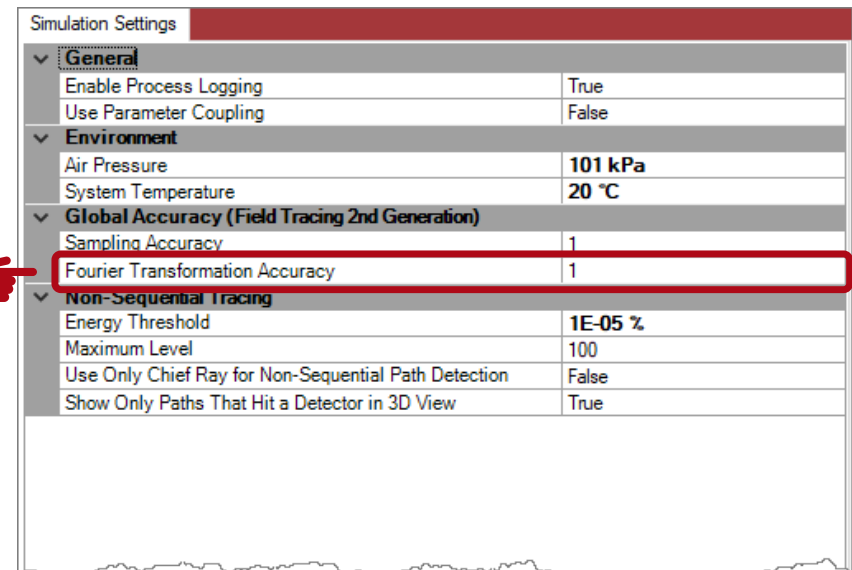 Simulation Settings
General
Enable Process Logging True
Use Parameter Coupling False
Environment
Air Pressure 101 kPa
System Temperature 20 °C
Global Accuracy (Field Tracing 2nd Generation)
Sampling Accuracy 1
Fourier Transformation Accuracy 1
Non-Sequential Tracing
Energy Threshold 1E-05 %
Maximum Level 100
Use Only Chief Ray for Non-Sequential Path Detection False
Show Only Paths That Hit a Detector in 3D View True